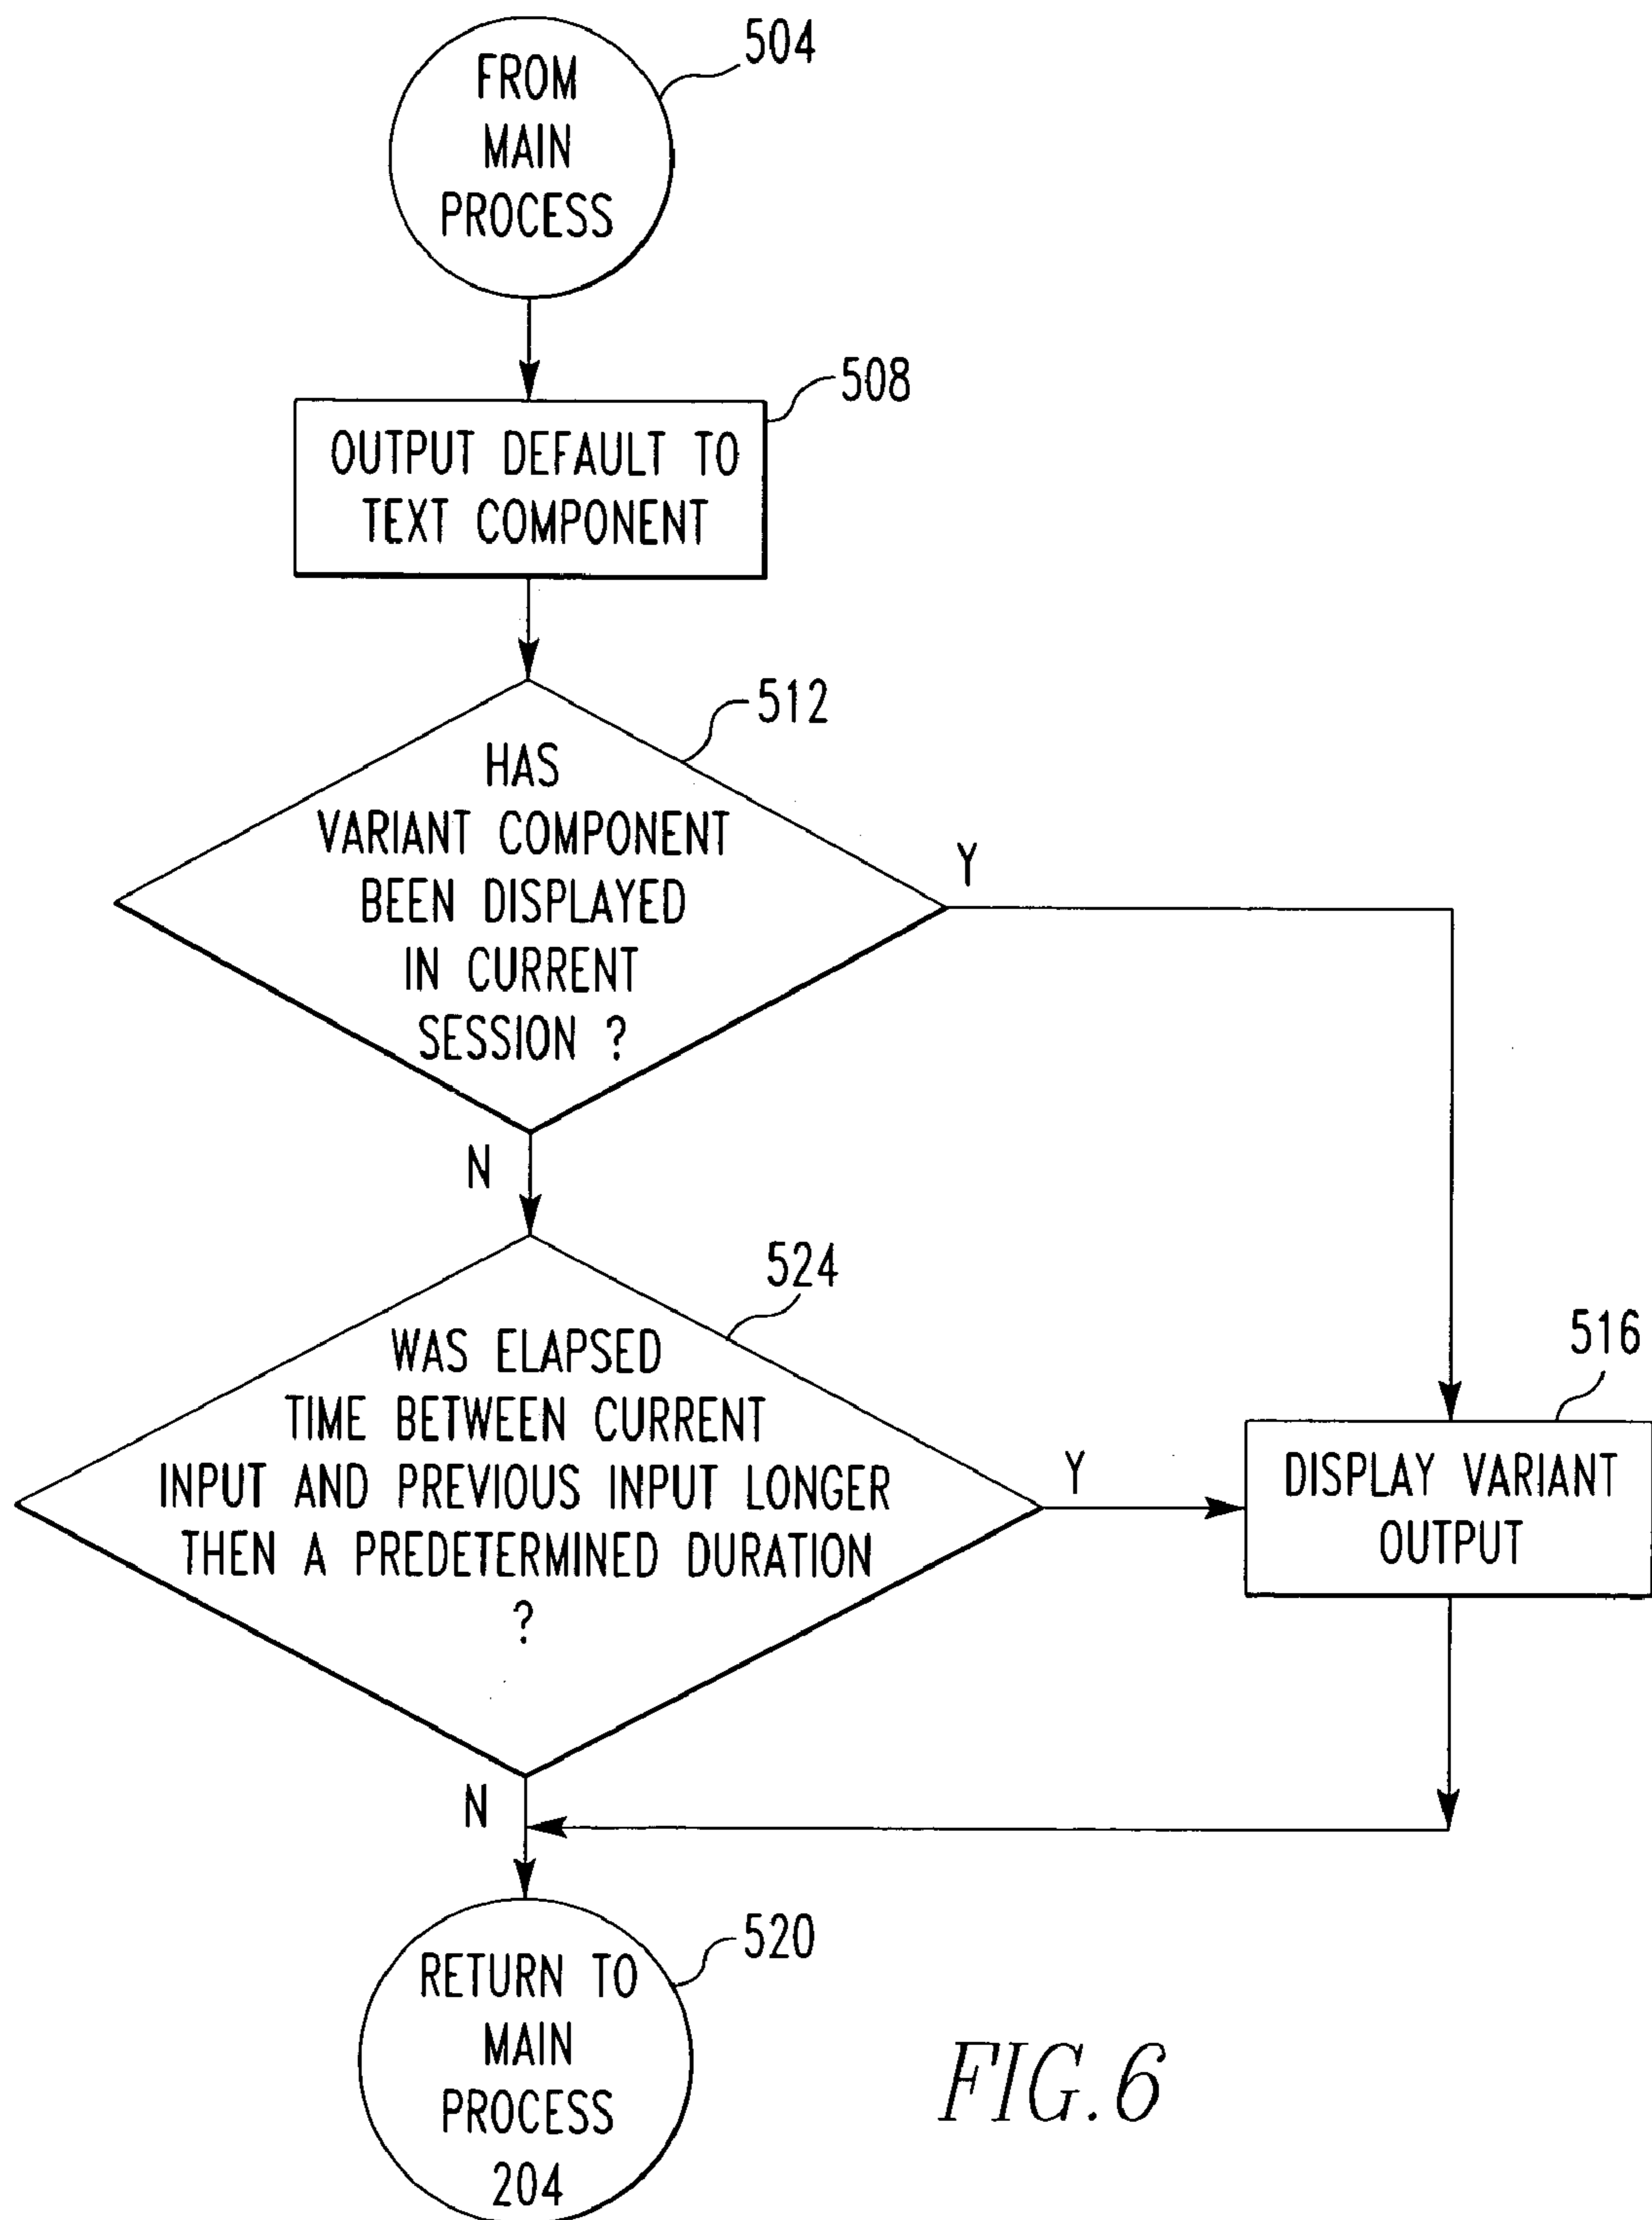 504
FROM
MAIN
PROCESS
508
OUTPUT DEFAULT TO
TEXT COMPONENT
512
HAS
VARIANT COMPONENT
BEEN DISPLAYED
IN CURRENT
SESSION ?
Y
N
524
WAS ELAPSED
TIME BETWEEN CURRENT
INPUT AND PREVIOUS INPUT LONGER
THEN A PREDETERMINED DURATION
?
Y
516
DISPLAY VARIANT
OUTPUT
N
520
RETURN TO
MAIN
PROCESS
204
FIG.6